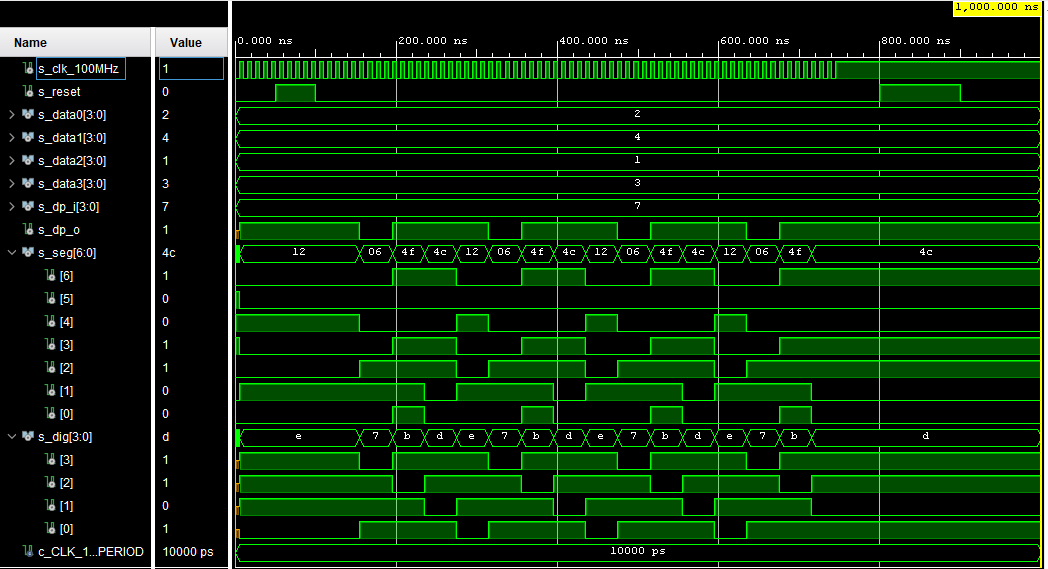 1,000.000 ns
Name Value 0.000 ns 200.000 ns 400.000 ns 600.000 ns 800.000 ns
s_clk_100MHz 1
s_reset 0
s_data0[3:0] 2 2
s_data1[3:0] 4 4
s_data2[3:0] 1 1
s_data3[3:0] 3 3
s_dp_i[3:0] 7 7
s_dp_o 1
s_seg[6:0] 4c 12 06 4f 4c 12 06 4f 4c 12 06 4f 4c 12 06 4f 4c
[6] 1
[5] 0
[4] 0
[3] 1
[2] 1
[1] 0
[0] 0
s_dig[3:0] d e 7 b d e 7 b d e 7 b d e 7 b d
[3] 1
[2] 1
[1] 0
[0] 1
c_CLK_1...PERIOD 10000 ps 10000 ps